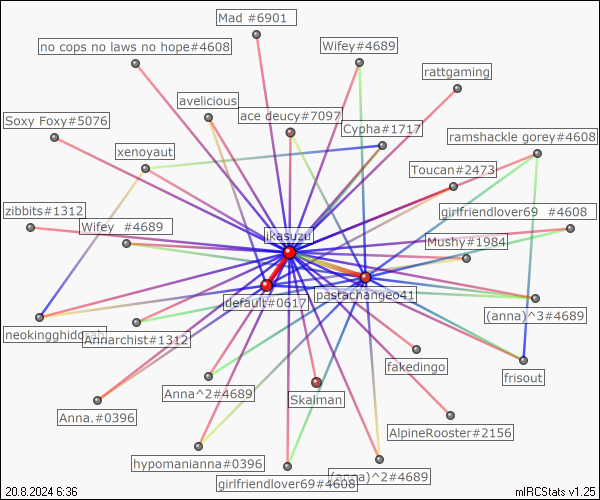 Mad #6901
no cops no laws no hope#4608
Wifey#4689
rattgaming
avelicious
ace deucy#7097
Soxy Foxy#5076
Cypha#1717
ramshackle gorey#4608
xenoyaut
Toucan#2473
zibbits#1312
girlfriendlover69 #4608
Wifey #4689
ikasuzu
Mushy#1984
default#0617
pastachangeo41
(anna)^3#4689
neokingghidorah
Annarchist#1312
fakedingo
frisout
Anna^2#4689
Skalman
Anna.#0396
AlpineRooster#2156
hypomanianna#0396
(anna)^2#4689
girlfriendlover69#4608
20.8.2024 6:36
mIRCStats v1.25